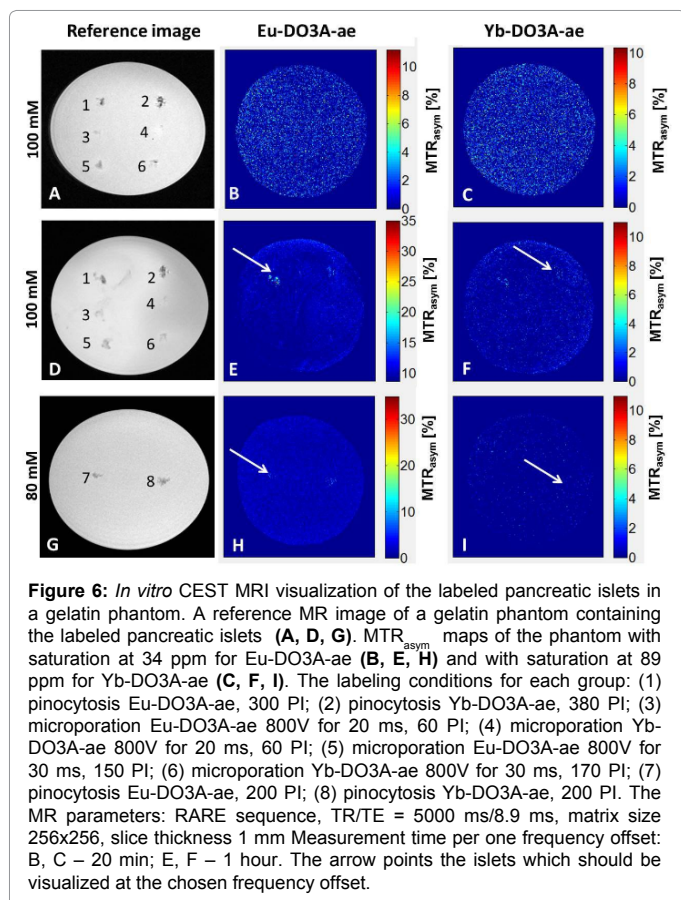 Reference image Eu-DO3A-ae Yb-DO3A-ae
100 mM
1 2
3 4
5 6
A
B
10
8
6
4
2
0
MTRasym [%]
C
10
8
6
4
2
0
MTRasym [%]
100 mM
1 2
3 4
5 6
D
E
35
30
25
20
15
10
MTRasym [%]
F
10
8
6
4
2
0
MTRasym [%]
80 mM
7 8
G
H
30
20
10
0
MTRasym [%]
I
10
8
6
4
2
0
MTRasym [%]
Figure 6: In vitro CEST MRI visualization of the labeled pancreatic islets in
a gelatin phantom. A reference MR image of a gelatin phantom containing
the labeled pancreatic islets (A, D, G). MTRasym maps of the phantom with
saturation at 34 ppm for Eu-DO3A-ae (B, E, H) and with saturation at 89
ppm for Yb-DO3A-ae (C, F, I). The labeling conditions for each group: (1)
pinocytosis Eu-DO3A-ae, 300 PI; (2) pinocytosis Yb-DO3A-ae, 380 PI; (3)
microporation Eu-DO3A-ae 800V for 20 ms, 60 PI; (4) microporation Yb-
DO3A-ae 800V for 20 ms, 60 PI; (5) microporation Eu-DO3A-ae 800V for
30 ms, 150 PI; (6) microporation Yb-DO3A-ae 800V for 30 ms, 170 PI; (7)
pinocytosis Eu-DO3A-ae, 200 PI; (8) pinocytosis Yb-DO3A-ae, 200 PI. The
MR parameters: RARE sequence, TR/TE = 5000 ms/8.9 ms, matrix size
256x256, slice thickness 1 mm Measurement time per one frequency offset:
B, C – 20 min; E, F – 1 hour. The arrow points the islets which should be
visualized at the chosen frequency offset.